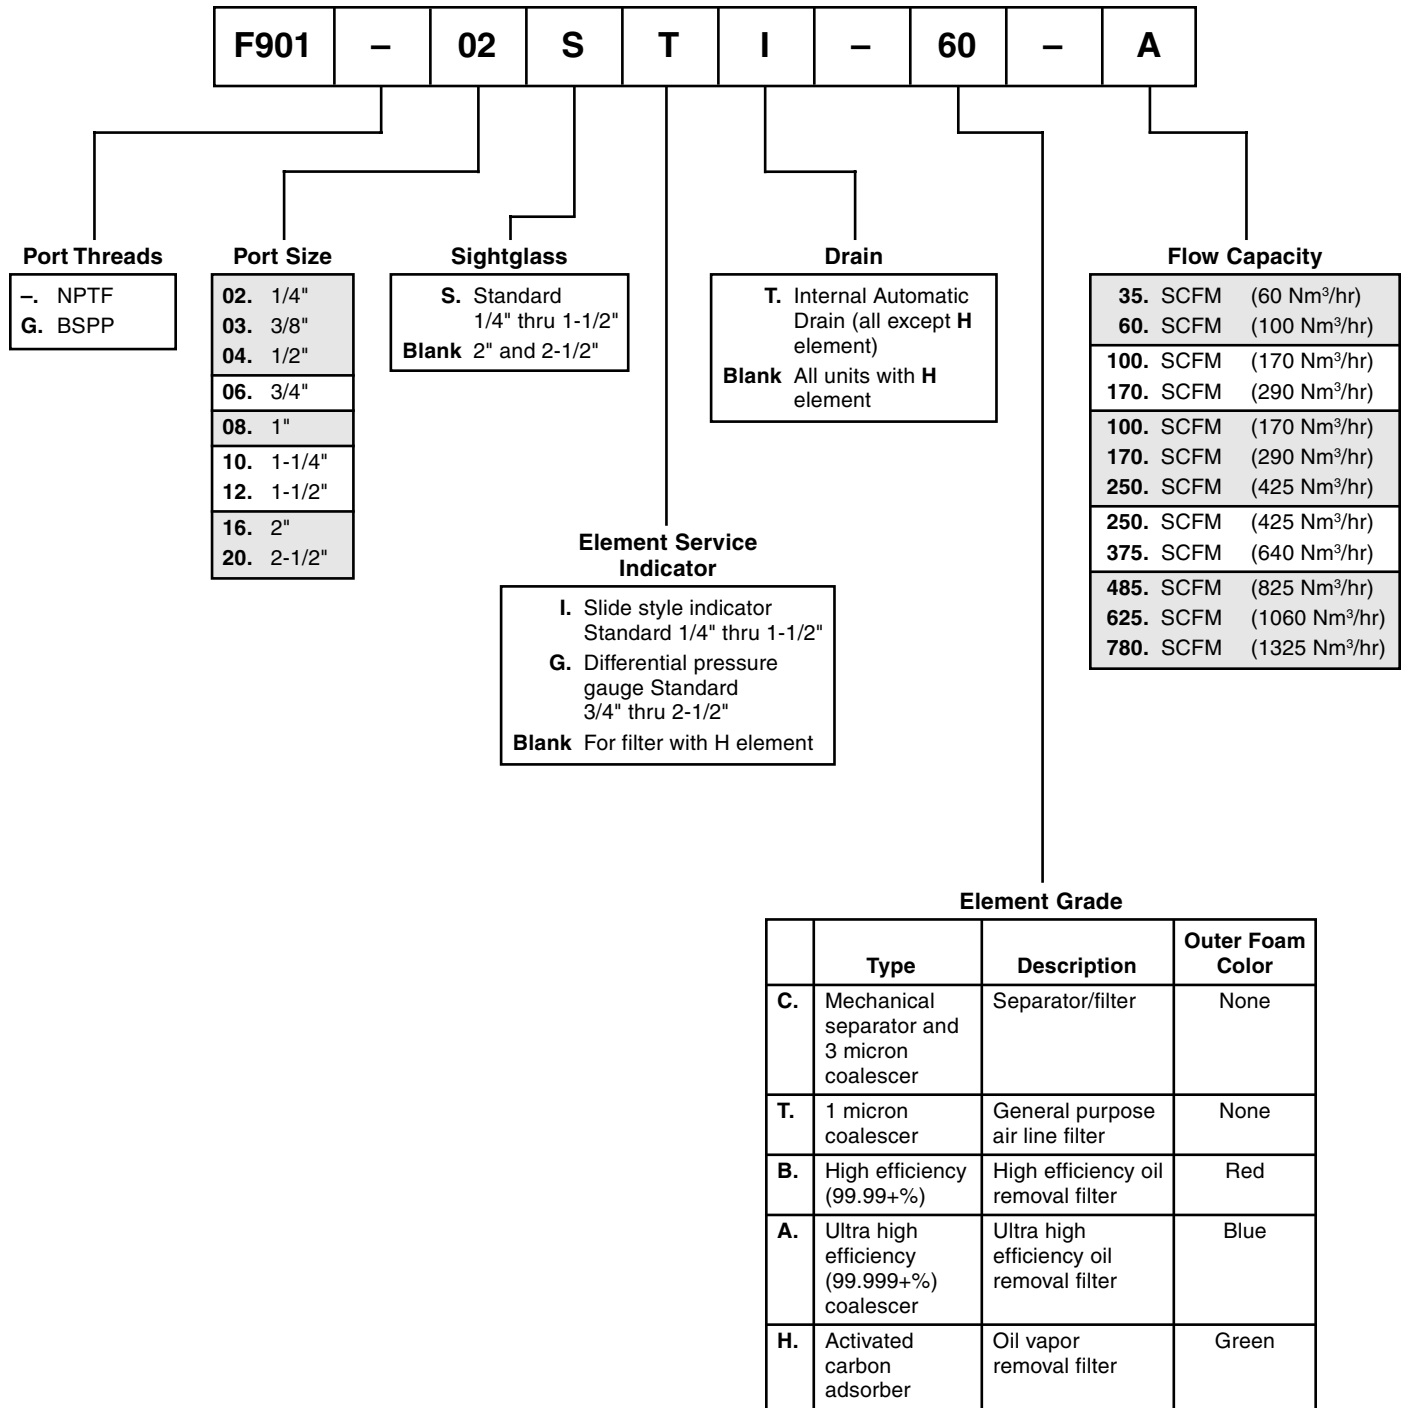 F901 – 02 S T I – 60 – A
Port Threads
–. NPTF
G. BSPP
Port Size
02. 1/4"
03. 3/8"
04. 1/2"
06. 3/4"
08. 1"
10. 1-1/4"
12. 1-1/2"
16. 2"
20. 2-1/2"
Sightglass
S. Standard
1/4" thru 1-1/2"
Blank 2" and 2-1/2"
Drain
T. Internal Automatic
Drain (all except H
element)
Blank All units with H
element
Flow Capacity
35. SCFM (60 Nm³/hr)
60. SCFM (100 Nm³/hr)
100. SCFM (170 Nm³/hr)
170. SCFM (290 Nm³/hr)
100. SCFM (170 Nm³/hr)
170. SCFM (290 Nm³/hr)
250. SCFM (425 Nm³/hr)
250. SCFM (425 Nm³/hr)
375. SCFM (640 Nm³/hr)
485. SCFM (825 Nm³/hr)
625. SCFM (1060 Nm³/hr)
780. SCFM (1325 Nm³/hr)
Element Service
Indicator
I. Slide style indicator
Standard 1/4" thru 1-1/2"
G. Differential pressure
gauge Standard
3/4" thru 2-1/2"
Blank For filter with H element
Element Grade
Type Description Outer Foam
Color
C. Mechanical Separator/filter None
separator and
3 micron
coalescer
T. 1 micron General purpose None
coalescer air line filter
B. High efficiency High efficiency oil Red
(99.99+%) removal filter
A. Ultra high Ultra high Blue
efficiency efficiency oil
(99.999+%) removal filter
coalescer
H. Activated Oil vapor Green
carbon removal filter
adsorber